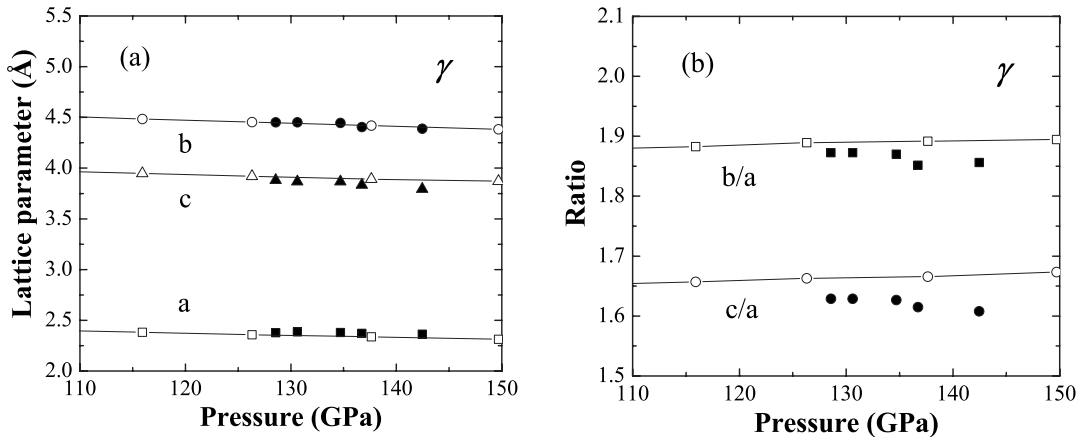 5.5
5.0
4.5
4.0
3.5
3.0
2.5
2.0
Lattice parameter (Å)
(a)
γ
b
c
a
110 120 130 140 150
Pressure (GPa)
2.1
2.0
1.9
1.8
1.7
1.6
1.5
Ratio
(b)
γ
b/a
c/a
110 120 130 140 150
Pressure (GPa)